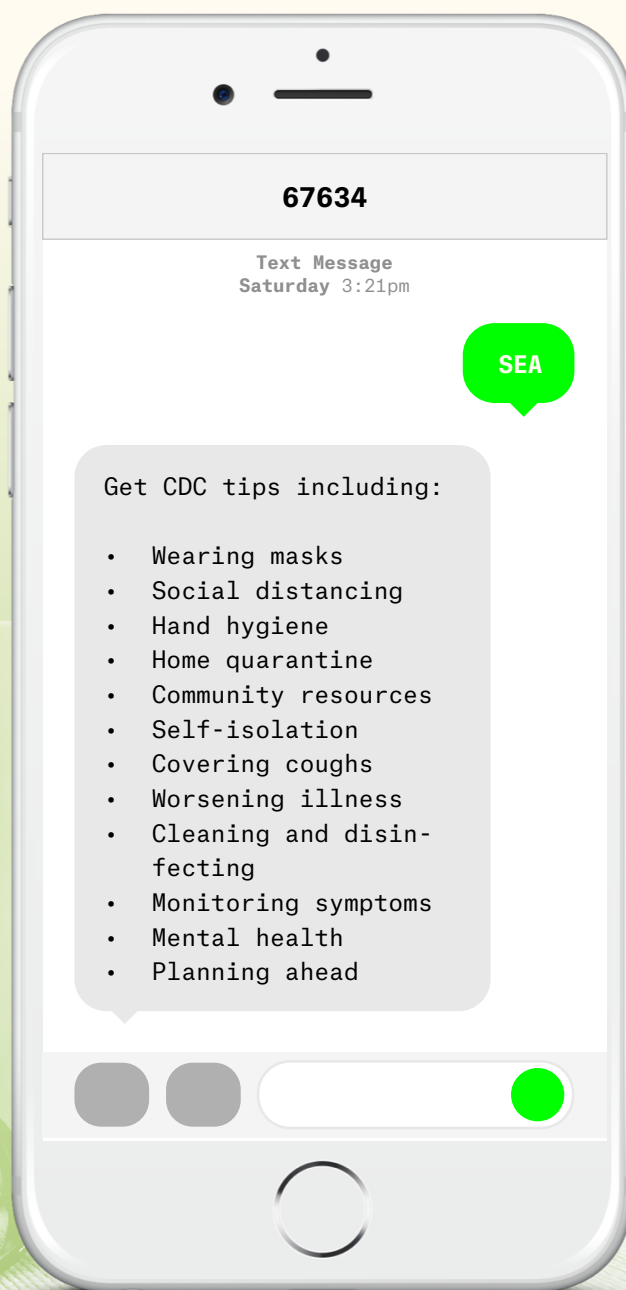 67634
Text Message
Saturday 3:21pm
SEA
Get CDC tips including:
• Wearing masks
• Social distancing
• Hand hygiene
• Home quarantine
• Community resources
• Self-isolation
• Covering coughs
• Worsening illness
• Cleaning and disin-
fecting
• Monitoring symptoms
• Mental health
• Planning ahead